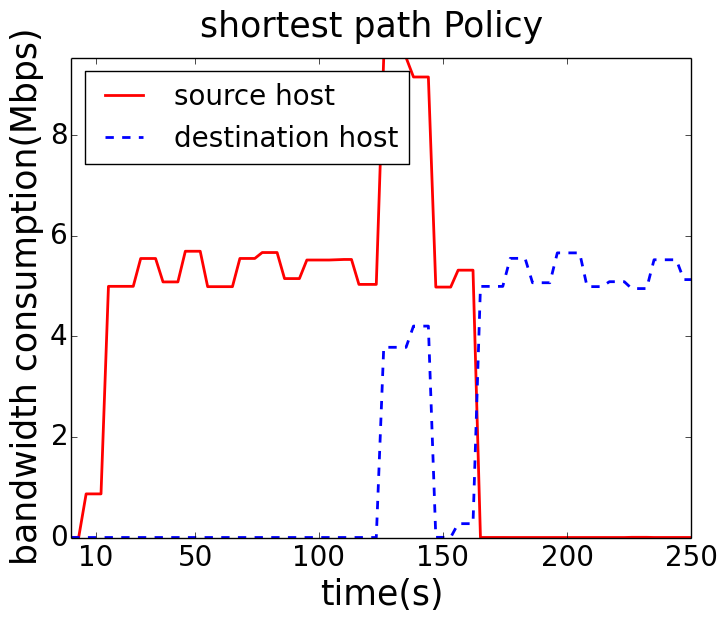 shortest path Policy
bandwidth consumption(Mbps)
source host
destination host
8
6
4
2
0
10 50 100 150 200 250
time(s)